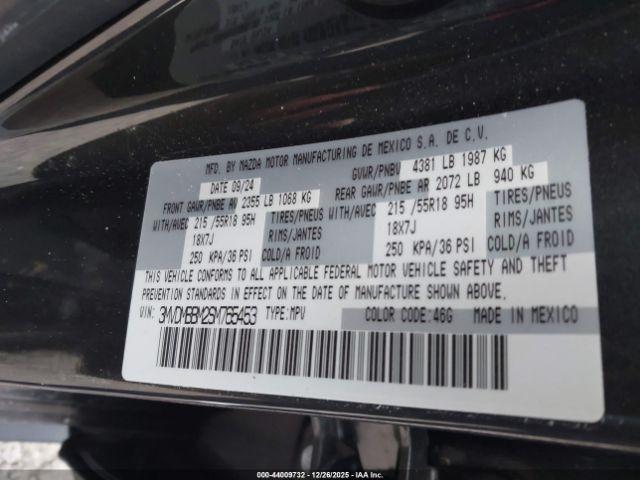 MFD. BY MAZDA MOTOR MANUFACTURING DE MEXICO S.A. DE C.V.
DATE 09/24 GVWR/PNBV 4381 LB 1987 KG
FRONT GAWR/PNBE AV 2355 LB 1068 KG REAR GAWR/PNBE AR 2072 LB 940 KG
WITH/AVEC 215 /55R18 95H TIRES/PNEUS WITH/AVEC 215 /55R18 95H TIRES/PNEUS
18X7J RIMS/JANTES 18X7J RIMS/JANTES
250 KPA/36 PSI COLD/A FROID 250 KPA/36 PSI COLD/A FROID
THIS VEHICLE CONFORMS TO ALL APPLICABLE FEDERAL MOTOR VEHICLE SAFETY AND THEFT
PREVENTION STANDARDS IN EFFECT ON THE DATE OF MANUFACTURE SHOWN ABOVE.
VIN: 3MVDMBBM2SM765453 TYPE:MPV COLOR CODE:46G MADE IN MEXICO
000-44009732 - 12/26/2025 - IAA Inc.